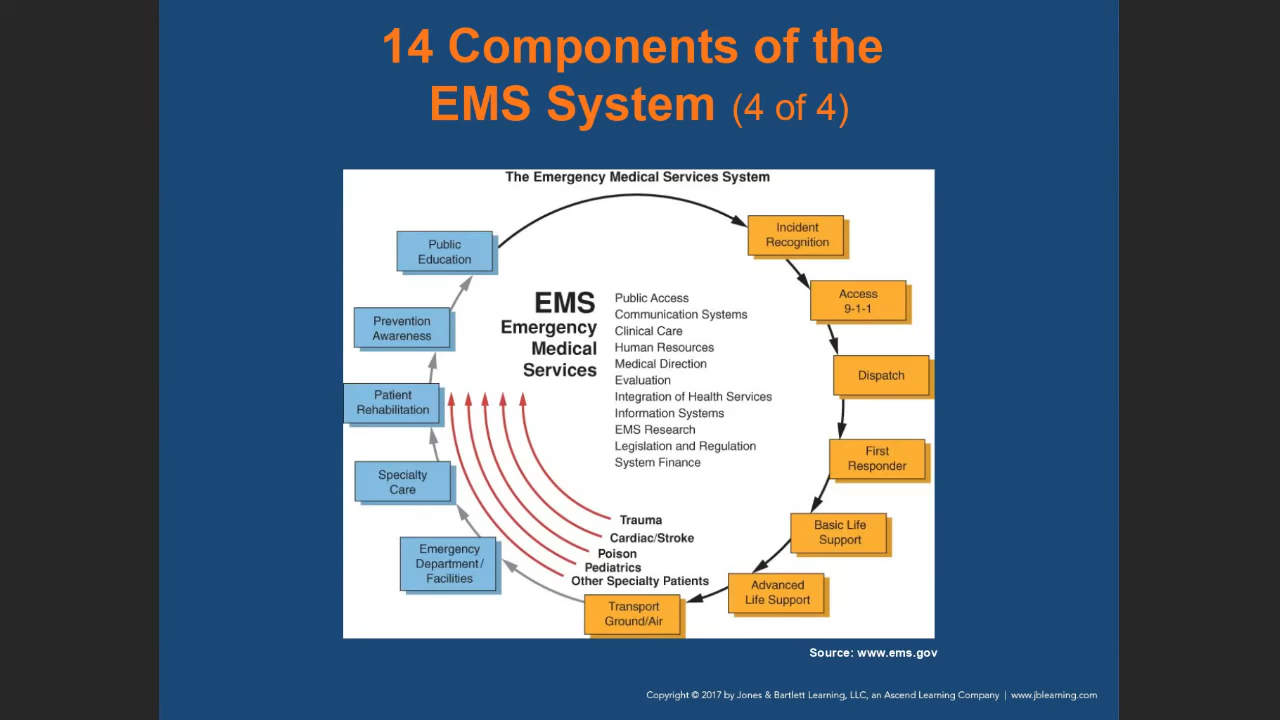 14 Components of the
EMS System (4 of 4)
The Emergency Medical Services System
Public
Education
Incident
Recognition
Access
9-1-1
Dispatch
First
Responder
Basic Life
Support
Advanced
Life Support
Transport
Ground/Air
Emergency
Department/
Facilities
Specialty
Care
Patient
Rehabilitation
Prevention
Awareness
EMS
Emergency
Medical
Services
Public Access
Communication Systems
Clinical Care
Human Resources
Medical Direction
Evaluation
Integration of Health Services
Information Systems
EMS Research
Legislation and Regulation
System Finance
Trauma
Cardiac/Stroke
Poison
Pediatrics
Other Specialty Patients
Source: www.ems.gov
Copyright © 2017 by Jones & Bartlett Learning, LLC, an Ascend Learning Company | www.jblearning.com